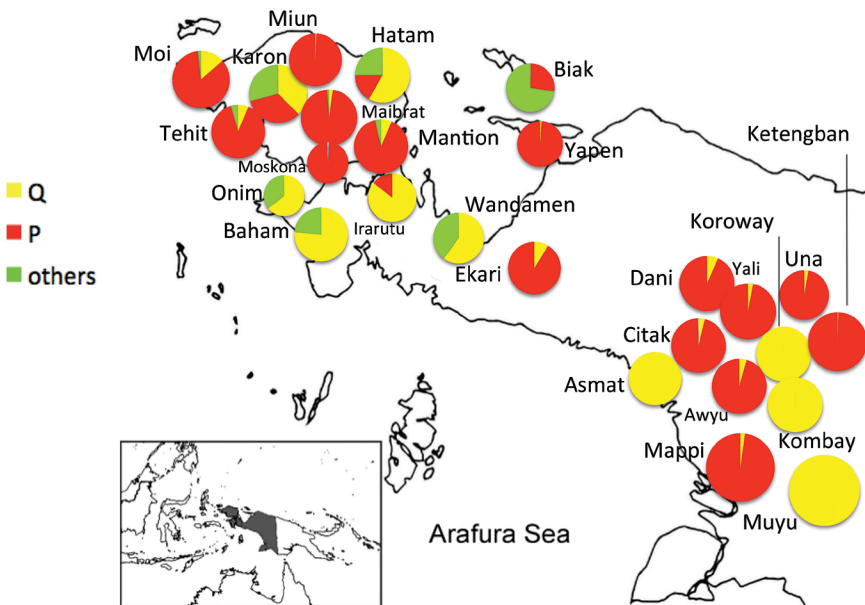 Miun
Moi
Karon
Hatam
Biak
Tehit
Maibrat
Mantion
Yapen
Ketengban
Moskona
Q
P
others
Onim
Baham
Irarutu
Wandamen
Ekari
Koroway
Dani
Yali
Una
Citak
Asmat
Awyu
Mappi
Kombay
Muyu
Arafura Sea